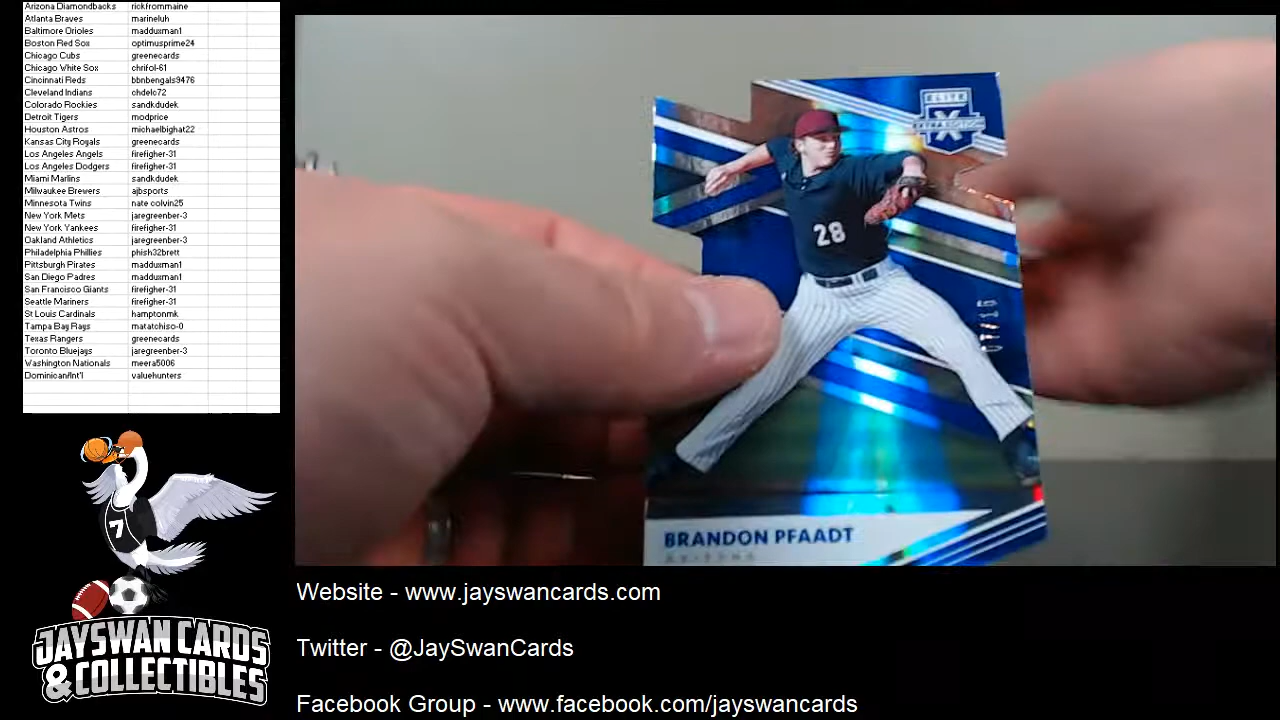 Arizona Diamondbacks rickfrommaine
Atlanta Braves marineluh
Baltimore Orioles madduxman1
Boston Red Sox optimusprime24
Chicago Cubs greenecards
Chicago White Sox chrifol-61
Cincinnati Reds bbnbengals9476
Cleveland Indians chdelc72
Colorado Rockies sandkdudek
Detroit Tigers modprice
Houston Astros michaelbighat22
Kansas City Royals greenecards
Los Angeles Angels firefigher-31
Los Angeles Dodgers firefigher-31
Miami Marlins sandkdudek
Milwaukee Brewers ajbsports
Minnesota Twins nate colvin25
New York Mets jaregreenber-3
New York Yankees firefigher-31
Oakland Athletics jaregreenber-3
Philadelphia Phillies phish32brett
Pittsburgh Pirates madduxman1
San Diego Padres madduxman1
San Francisco Giants firefigher-31
Seattle Mariners firefigher-31
St Louis Cardinals hamptonmk
Tampa Bay Rays matatchiso-0
Texas Rangers greenecards
Toronto Bluejays jaregreenber-3
Washington Nationals meera5006
Dominican/Int'l valuehunters
ELITE
X
EXTRA EDITION
28
BRANDON PFAADT
7
JAYSWAN CARDS
& COLLECTIBLES
Website - www.jayswancards.com
Twitter - @JaySwanCards
Facebook Group - www.facebook.com/jayswancards